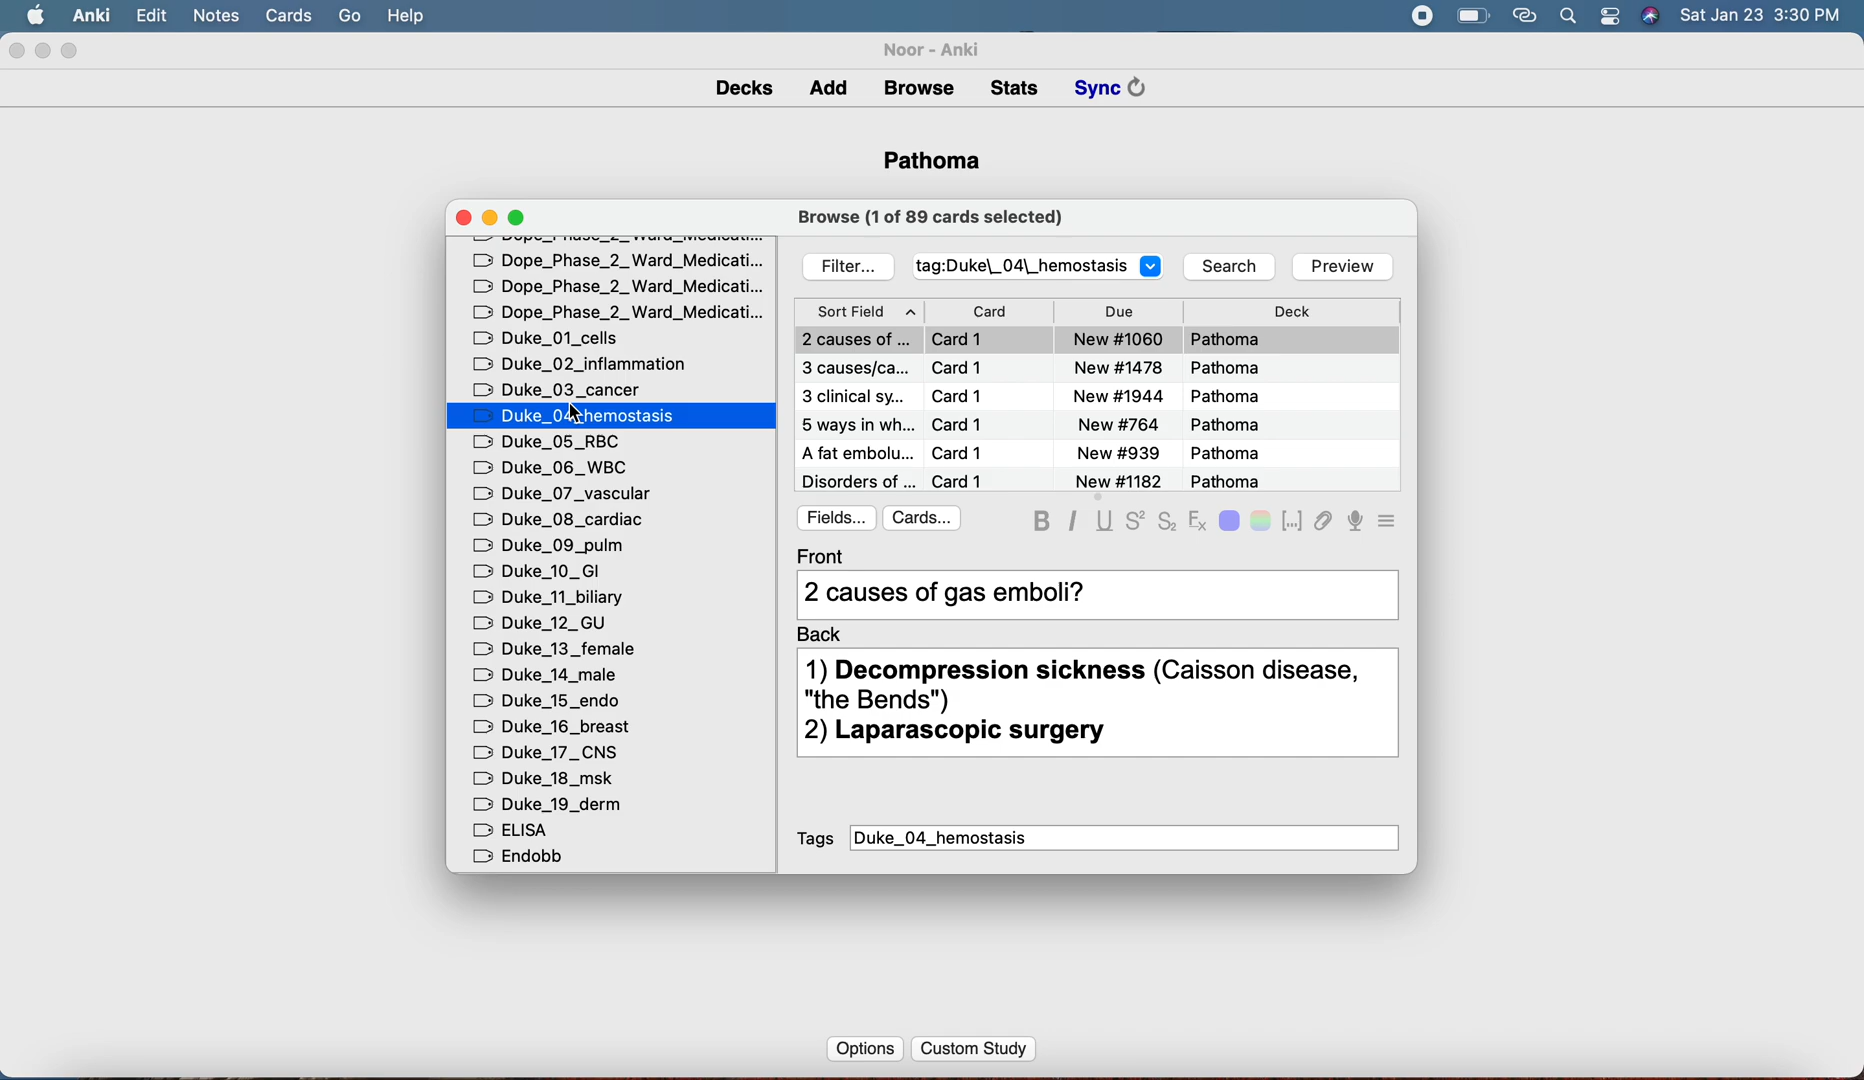 Anki Edit Notes Cards Go Help Sat Jan 23 3:30 PM
Noor - Anki
Decks Add Browse Stats Sync
Pathoma
Browse (1 of 89 cards selected)
Dope_Phase_2_Ward_Medicati...
Dope_Phase_2_Ward_Medicati...
Dope_Phase_2_Ward_Medicati...
Dope_Phase_2_Ward_Medicati...
Duke_01_cells
Duke_02_inflammation
Duke_03_cancer
Duke_04_hemostasis
Duke_05_RBC
Duke_06_WBC
Duke_07_vascular
Duke_08_cardiac
Duke_09_pulm
Duke_10_GI
Duke_11_biliary
Duke_12_GU
Duke_13_female
Duke_14_male
Duke_15_endo
Duke_16_breast
Duke_17_CNS
Duke_18_msk
Duke_19_derm
ELISA
Endobb
Filter... tag:Duke\_04\_hemostasis Search Preview
Sort Field Card Due Deck
2 causes of ... Card 1 New #1060 Pathoma
3 causes/ca... Card 1 New #1478 Pathoma
3 clinical sy... Card 1 New #1944 Pathoma
5 ways in wh... Card 1 New #764 Pathoma
A fat embolu... Card 1 New #939 Pathoma
Disorders of ... Card 1 New #1182 Pathoma
Fields... Cards... B I U S² S₂ Fx [...]
Front
2 causes of gas emboli?
Back
1) Decompression sickness (Caisson disease,
"the Bends")
2) Laparascopic surgery
Tags Duke_04_hemostasis
Options Custom Study